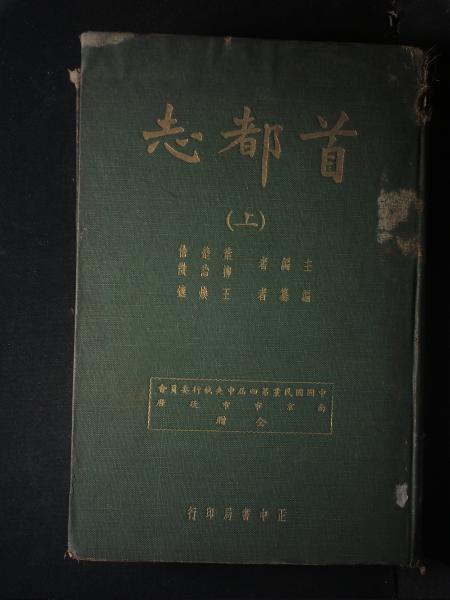 首都志
(上)
主編者 葉楚傖
柳詒徵
編纂者 王煥鑣
中國國民黨第四屆中央執行委員會
南京市市政府
仝贈
正中書局印行